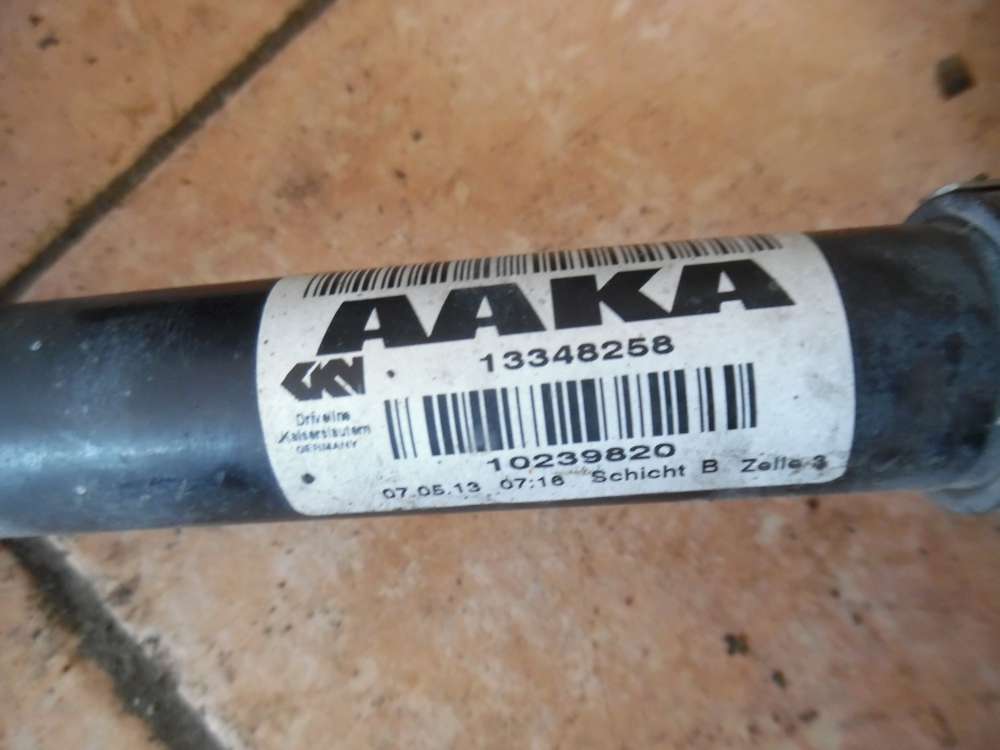 AAKA
13348258
GKN
Driveline
Kaiserslautern
GERMANY
10239820
07.05.13 07:16 Schicht B Zelle 3